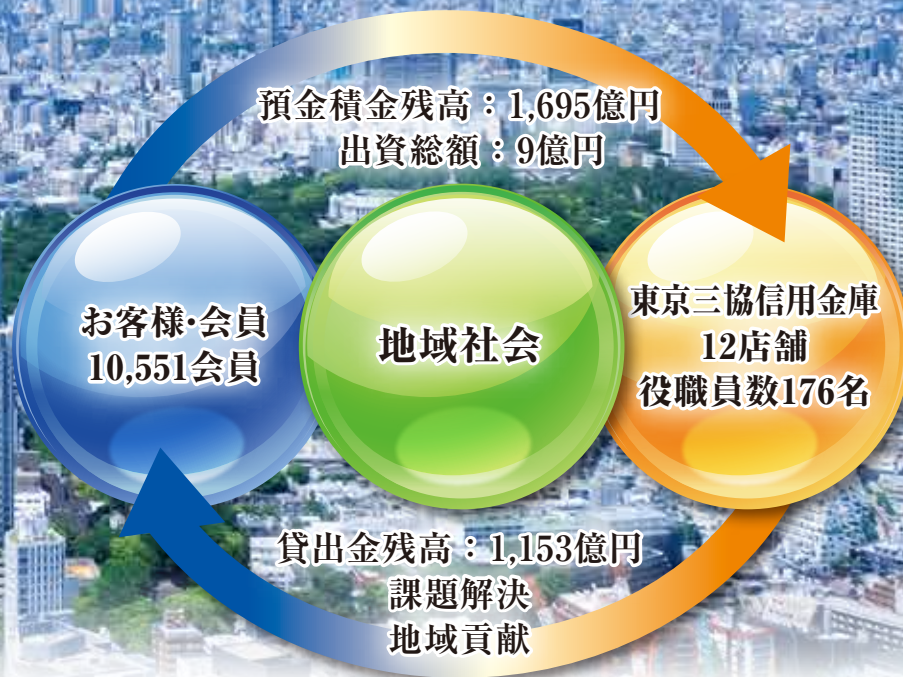 預金積金残高：1,695億円
出資総額：9億円
お客様・会員
10,551会員
地域社会
東京三協信用金庫
12店舗
役職員数176名
貸出金残高：1,153億円
課題解決
地域貢献